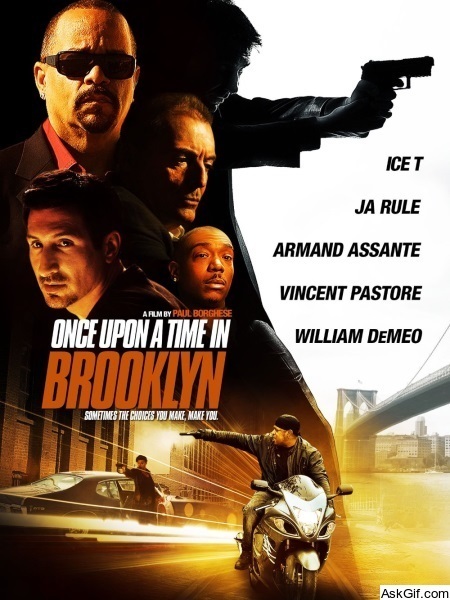 ICE T
JA RULE
ARMAND ASSANTE
VINCENT PASTORE
WILLIAM DeMEO
A FILM BY PAUL BORGHESE
ONCE UPON A TIME IN
BROOKLYN
SOMETIMES THE CHOICES YOU MAKE, MAKE YOU.
AskGif.com